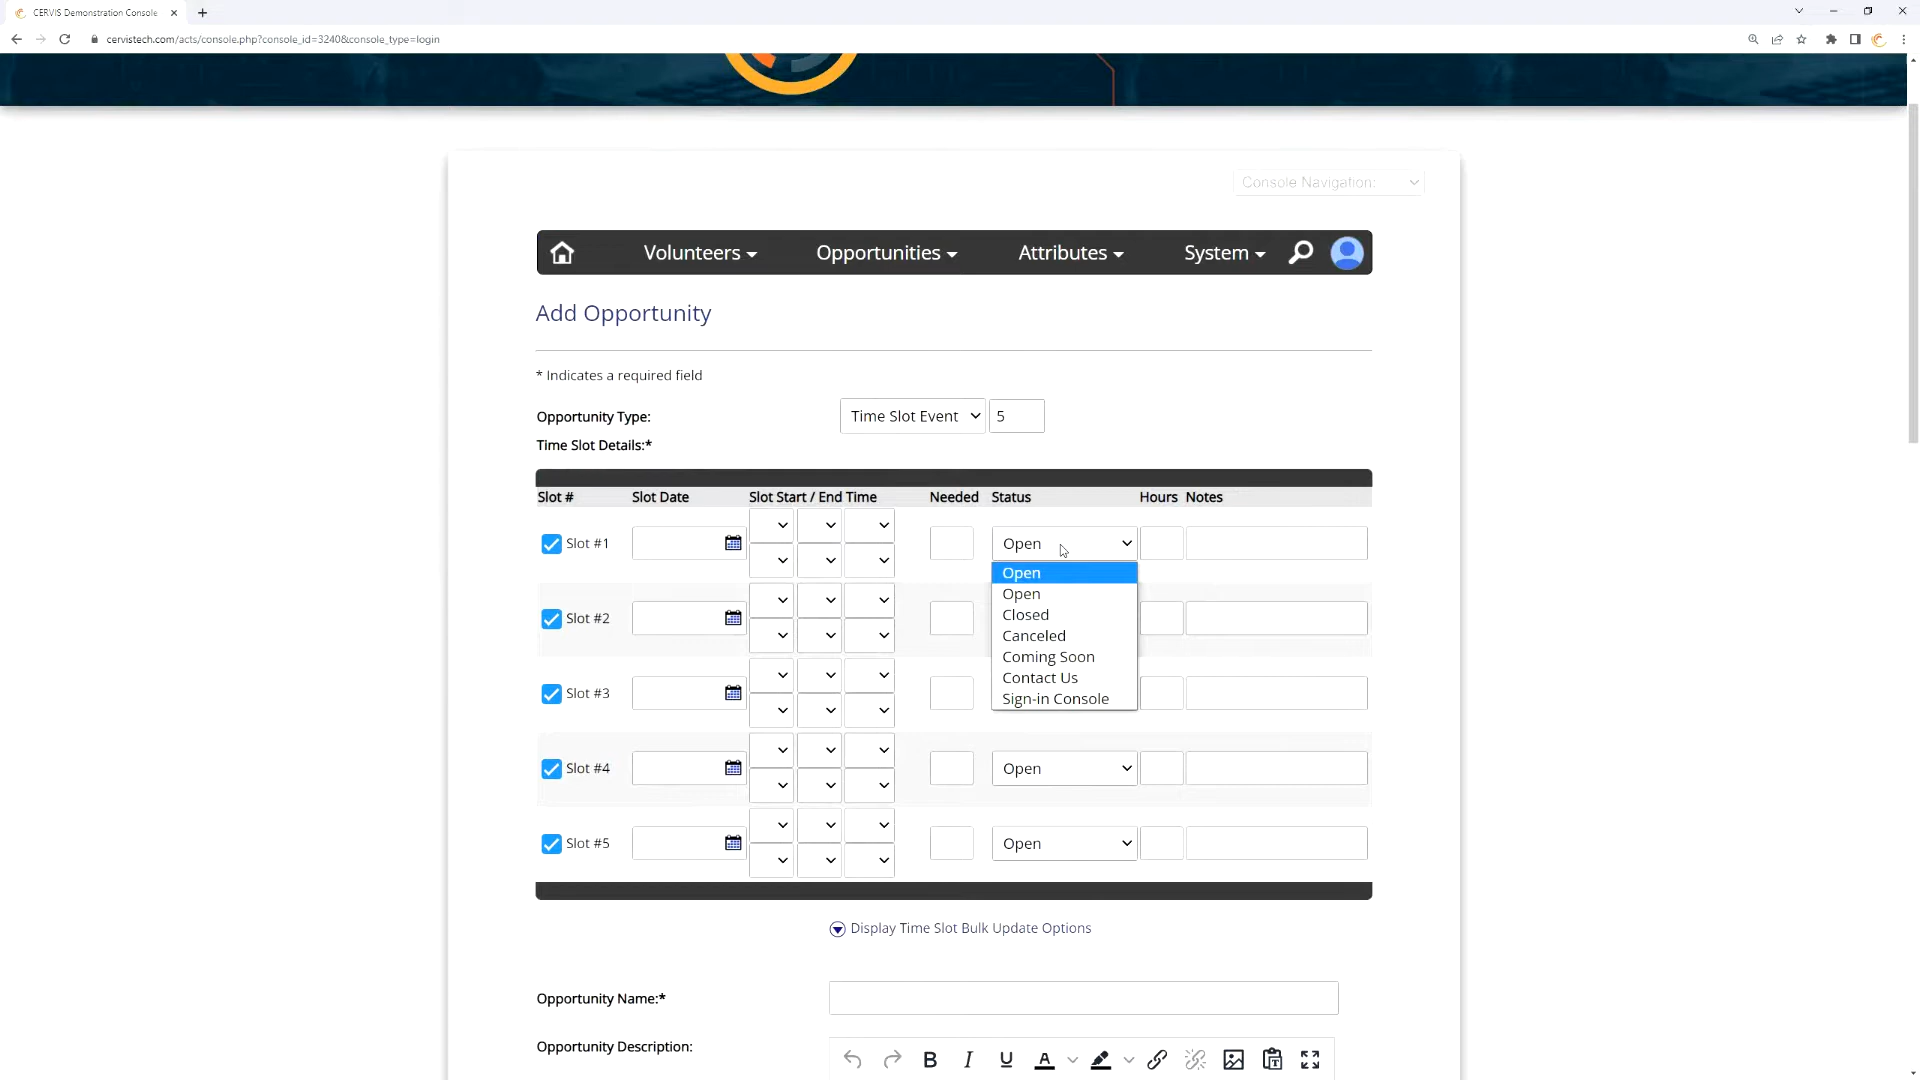 CERVIS Demonstration Console
cervistech.com/acts/console.php?console_id=3240&console_type=login
Console Navigation:
Volunteers Opportunities Attributes System
Add Opportunity
* Indicates a required field
Opportunity Type: Time Slot Event 5
Time Slot Details:*
Slot # Slot Date Slot Start / End Time Needed Status Hours Notes
Slot #1 Open
Open
Open
Closed
Slot #2
Canceled
Coming Soon
Contact Us
Slot #3
Sign-in Console
Slot #4 Open
Slot #5 Open
Display Time Slot Bulk Update Options
Opportunity Name:*
Opportunity Description:
B I U A